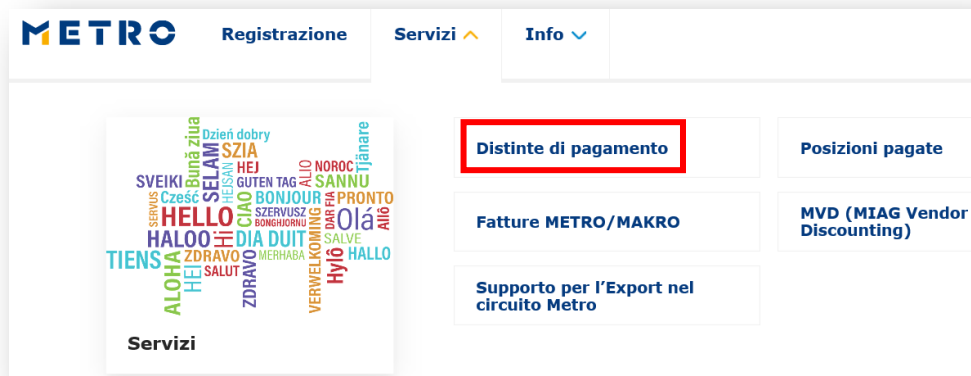 METRO
Registrazione
Servizi
Info
Bună ziua
Dzień dobry
SZIA
SELAM
HEJ
HEJSAN
GUTEN TAG
ALIO
NOROC
SANNU
Tjänare
SVEIKI
SERVUS
Cześć
CIAO
BONJOUR
PRONTO
HELLO
SZERVUSZ
BONGHJORNU
DAR FIA
Olá
Allô
HALOO
Hi
DIA DUIT
SALVE
TIENS
ALOHA
HEI
ZDRAVO
SALUT
ZDRAVO
MERHABA
VERWELKOMING
Hylô
HALLO
Servizi
Distinte di pagamento
Posizioni pagate
Fatture METRO/MAKRO
MVD (MIAG Vendor
Discounting)
Supporto per l’Export nel
circuito Metro